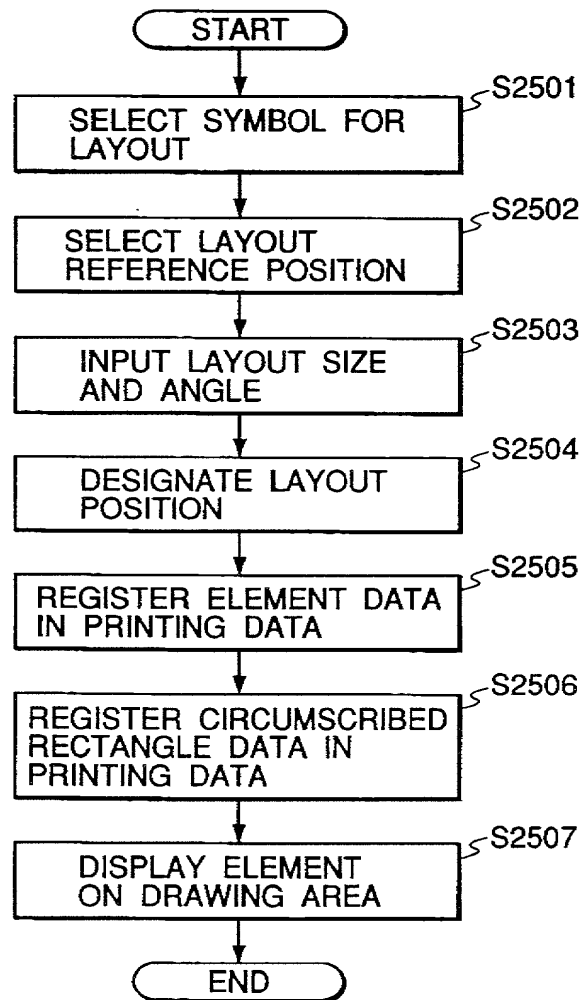 START
S2501
SELECT SYMBOL FOR
LAYOUT
S2502
SELECT LAYOUT
REFERENCE POSITION
S2503
INPUT LAYOUT SIZE
AND ANGLE
S2504
DESIGNATE LAYOUT
POSITION
S2505
REGISTER ELEMENT DATA
IN PRINTING DATA
S2506
REGISTER CIRCUMSCRIBED
RECTANGLE DATA IN
PRINTING DATA
S2507
DISPLAY ELEMENT
ON DRAWING AREA
END